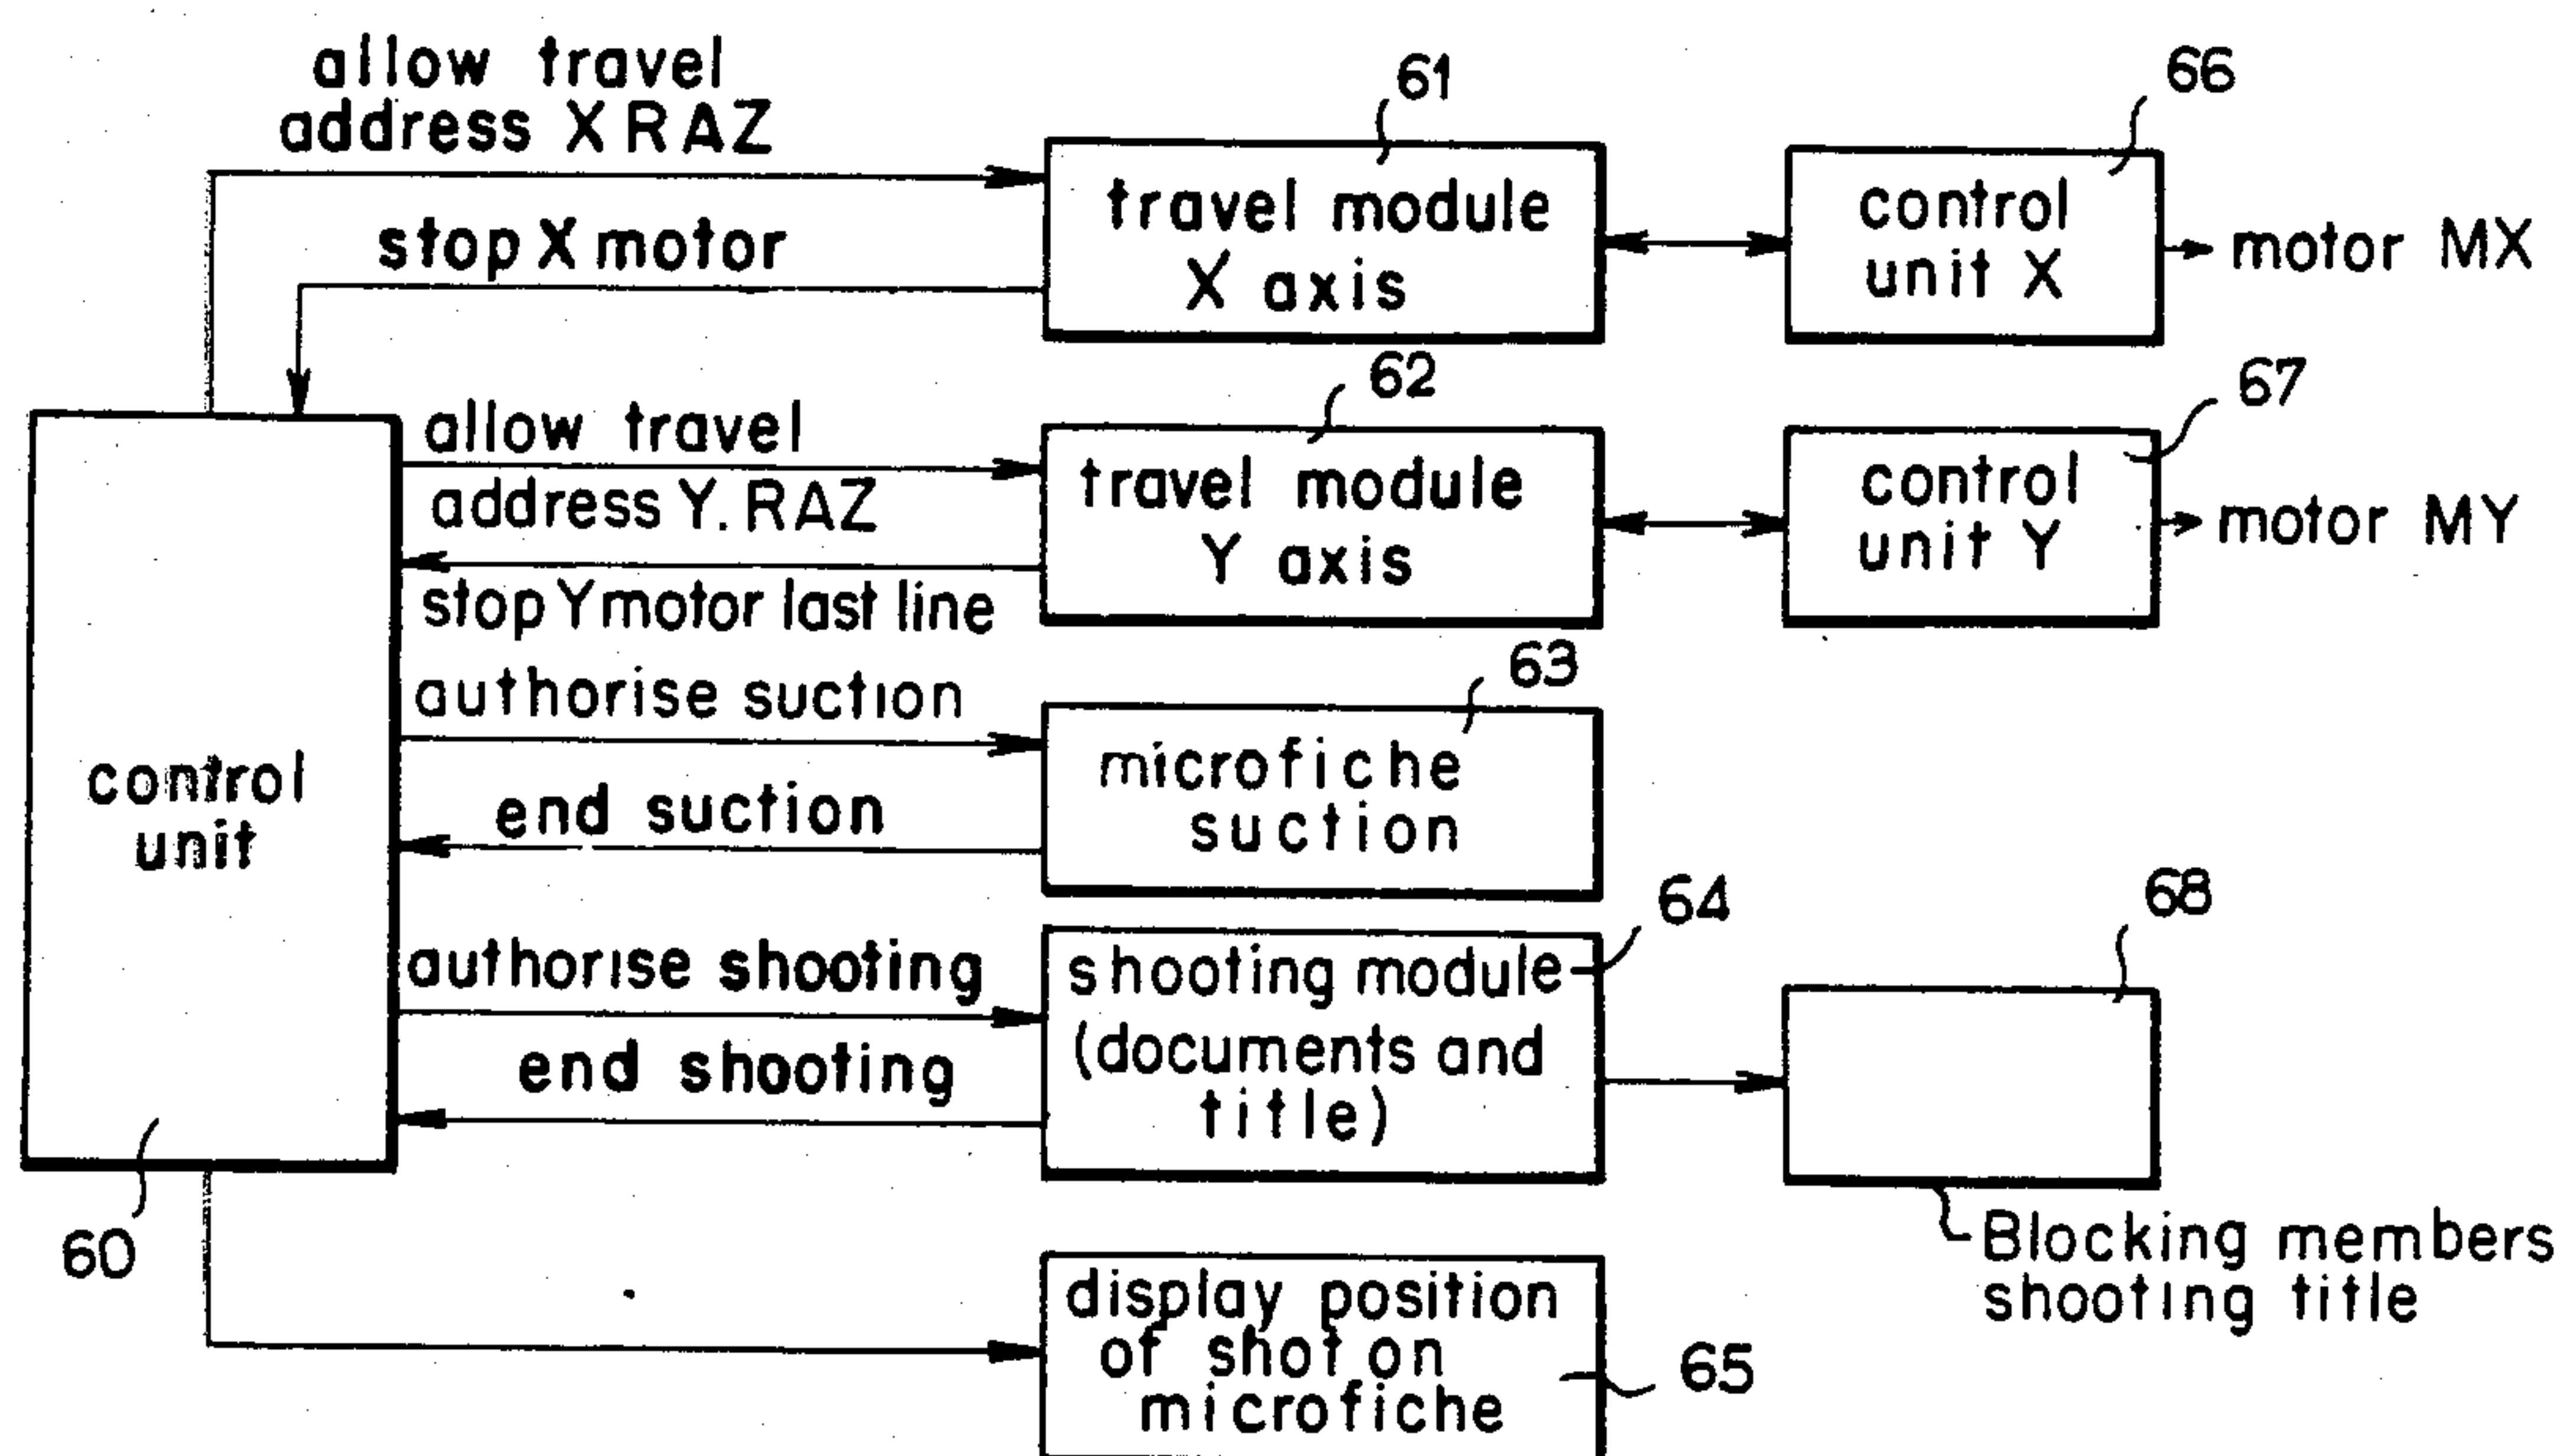 allow travel
address X RAZ
61
66
travel module
X axis
control
unit X
motor MX
stop X motor
62
67
allow travel
address Y. RAZ
travel module
Y axis
control
unit Y
motor MY
stop Y motor last line
authorise suction
63
microfiche
suction
control
unit
end suction
64
68
authorise shooting
shooting module
(documents and
title)
end shooting
60
Blocking members
shooting title
display position
of shot on
microfiche
65